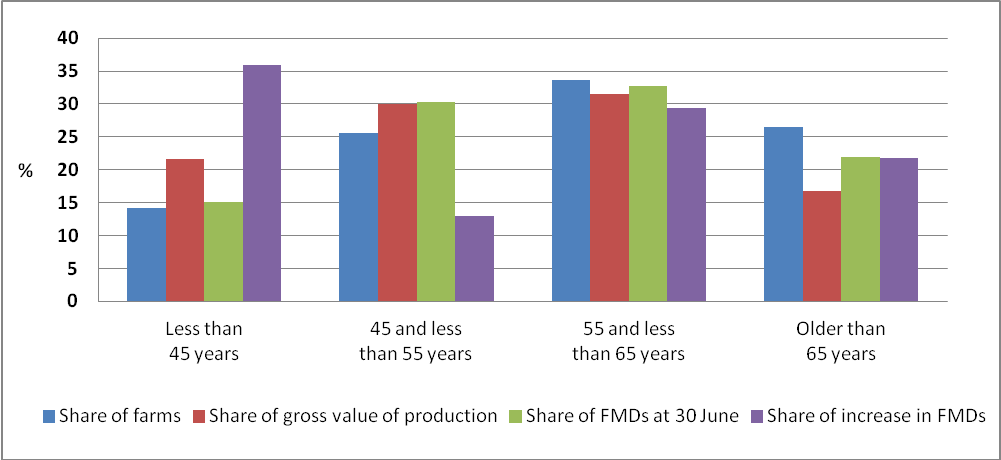 40
35
30
25
20
15
10
5
0
%
Less than
45 years
45 and less
than 55 years
55 and less
than 65 years
Older than
65 years
Share of farms Share of gross value of production Share of FMDs at 30 June Share of increase in FMDs